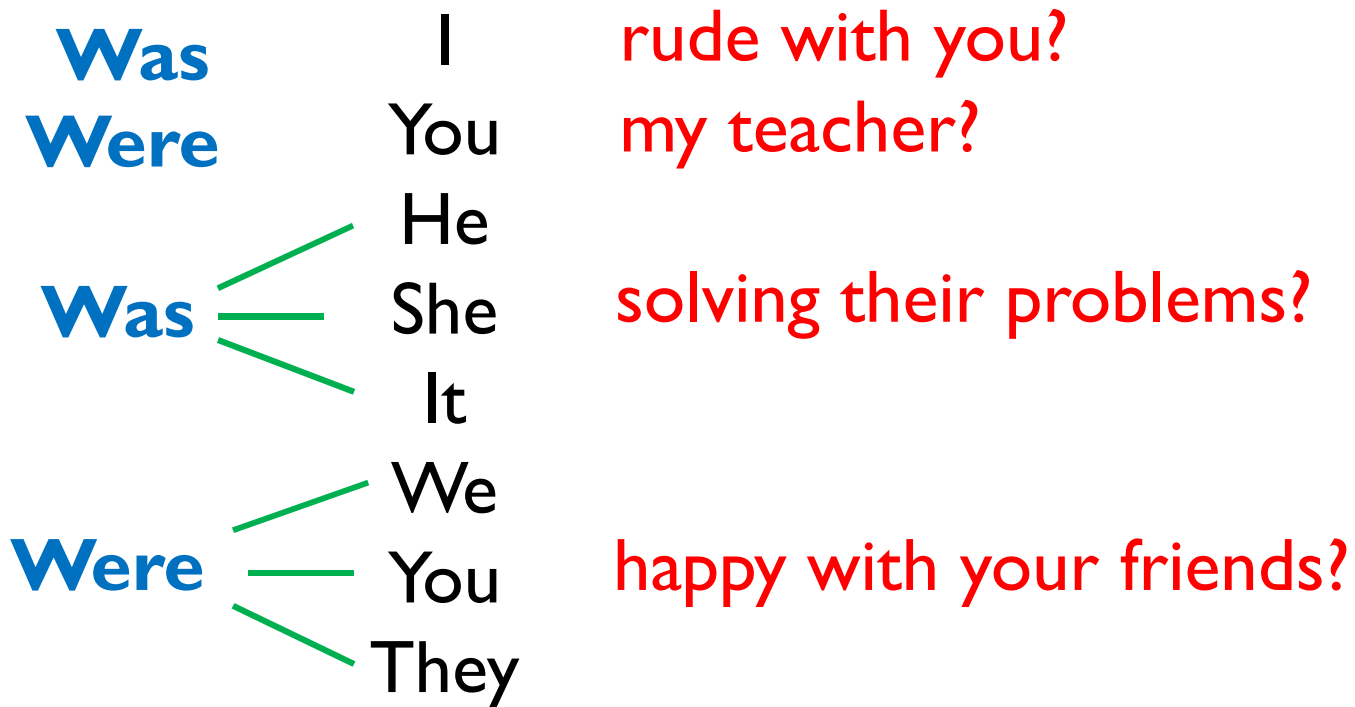 Was I rude with you?
Were You my teacher?
He
Was She solving their problems?
It
We
Were You happy with your friends?
They